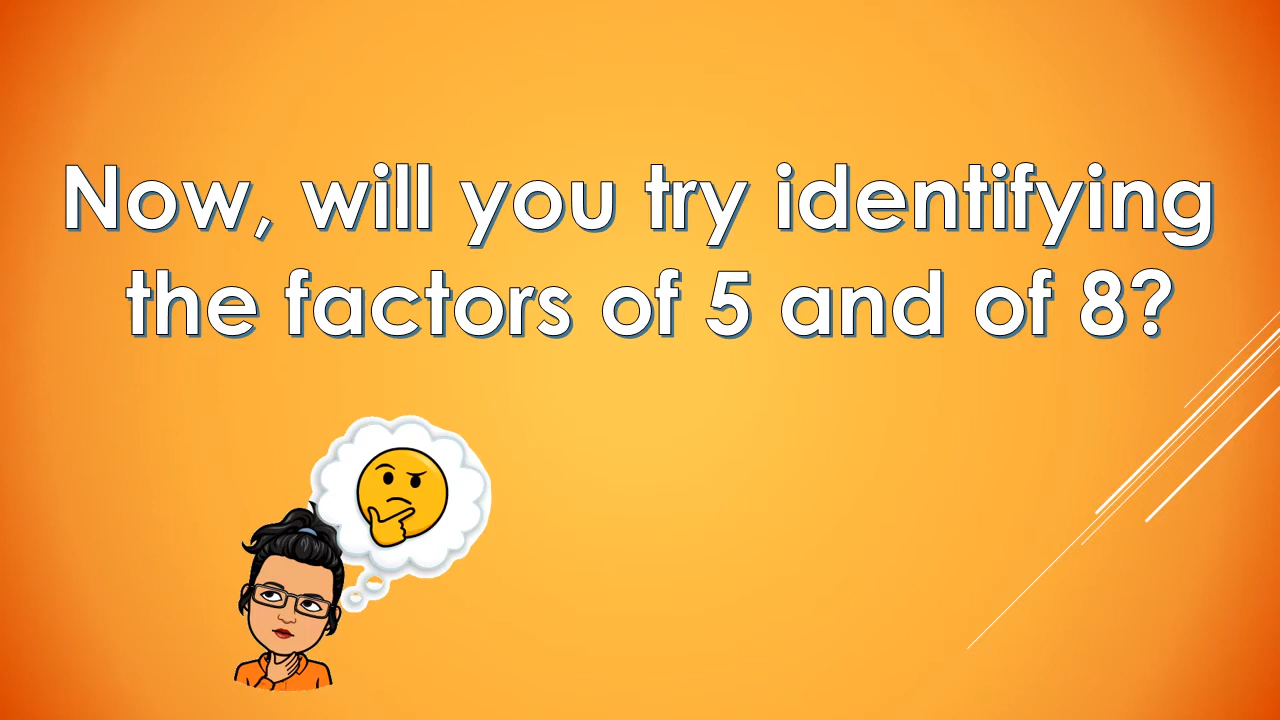 Now, will you try identifying
the factors of 5 and of 8?